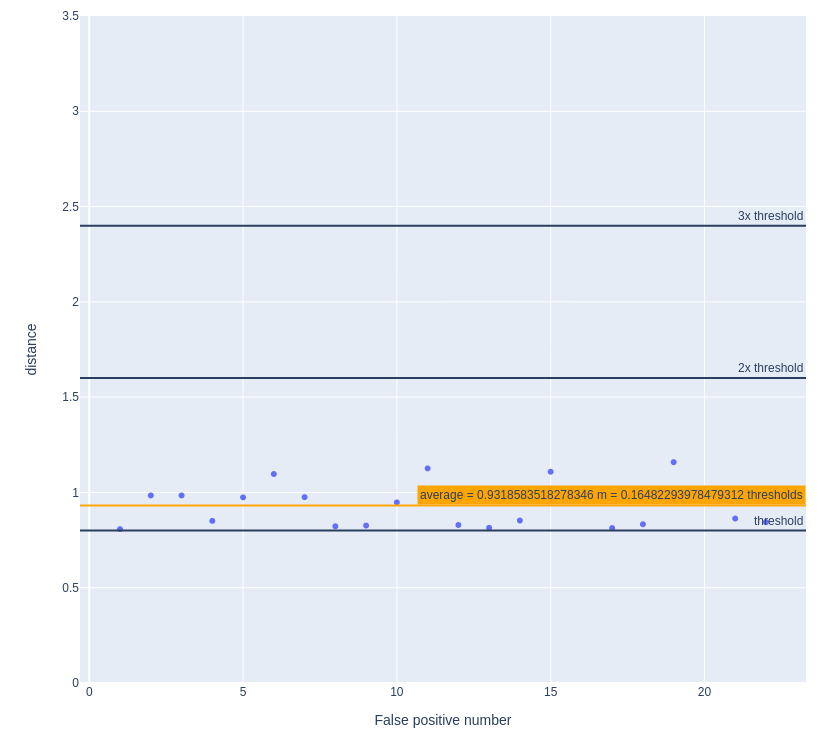 3.5
3
2.5
3x threshold
2
2x threshold
1.5
distance
1
average = 0.9318583518278346 m = 0.16482293978479312 thresholds
threshold
0.5
0
0 5 10 15 20
False positive number